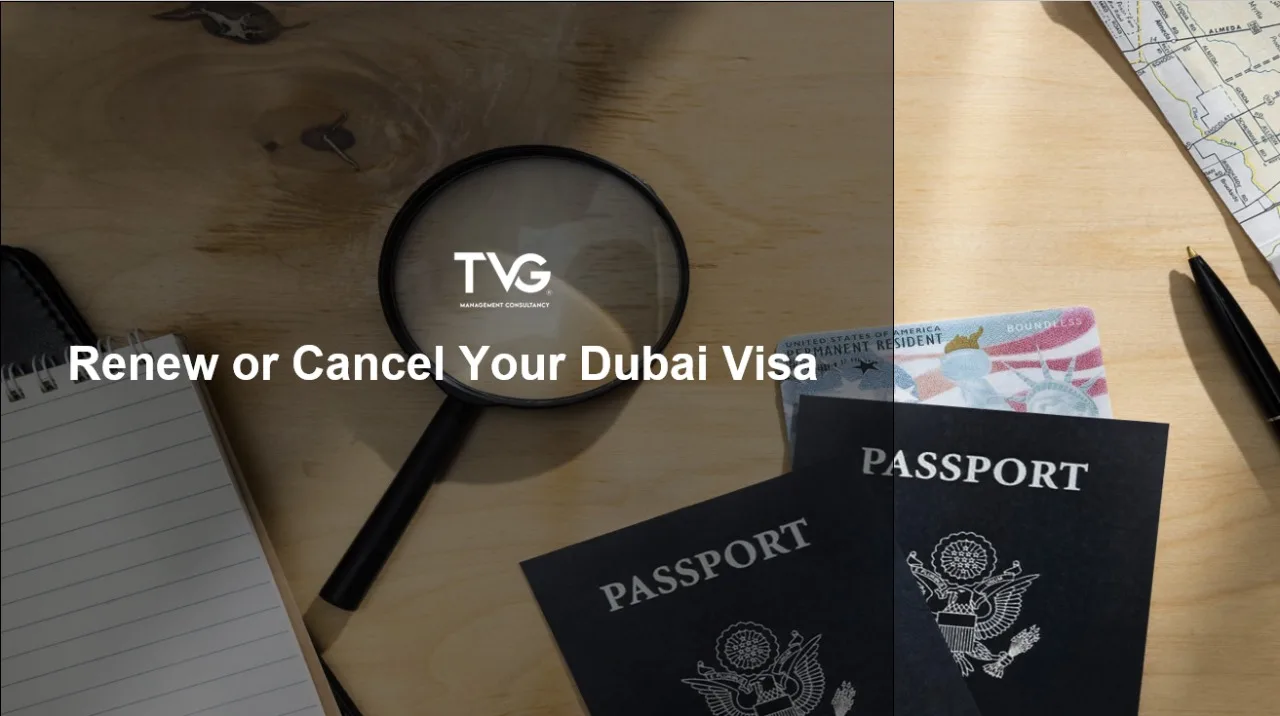 TVG
MANAGEMENT CONSULTANCY
Renew or Cancel Your Dubai Visa
UNITED STATES OF AMERICA
PERMANENT RESIDENT
BOUNDLESS
PASSPORT
PASSPORT
ALMEDA